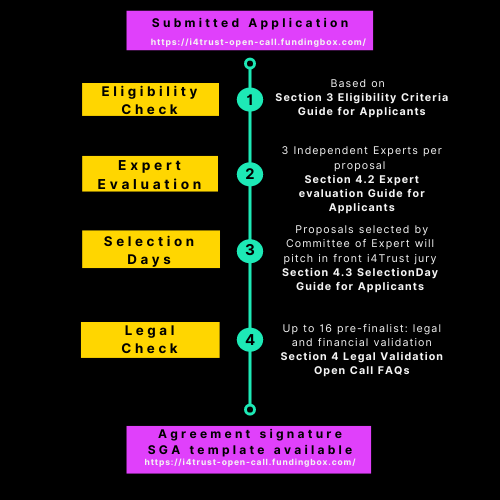 Submitted Application
https://i4trust-open-call.fundingbox.com/
Eligibility
Check
1
Based on
Section 3 Eligibility Criteria
Guide for Applicants
Expert
Evaluation
2
3 Independent Experts per
proposal
Section 4.2 Expert
evaluation Guide for
Applicants
Selection
Days
3
Proposals selected by
Committee of Expert will
pitch in front i4Trust jury
Section 4.3 SelectionDay
Guide for Applicants
Legal
Check
4
Up to 16 pre-finalist: legal
and financial validation
Section 4 Legal Validation
Open Call FAQs
Agreement signature
SGA template available
https://i4trust-open-call.fundingbox.com/